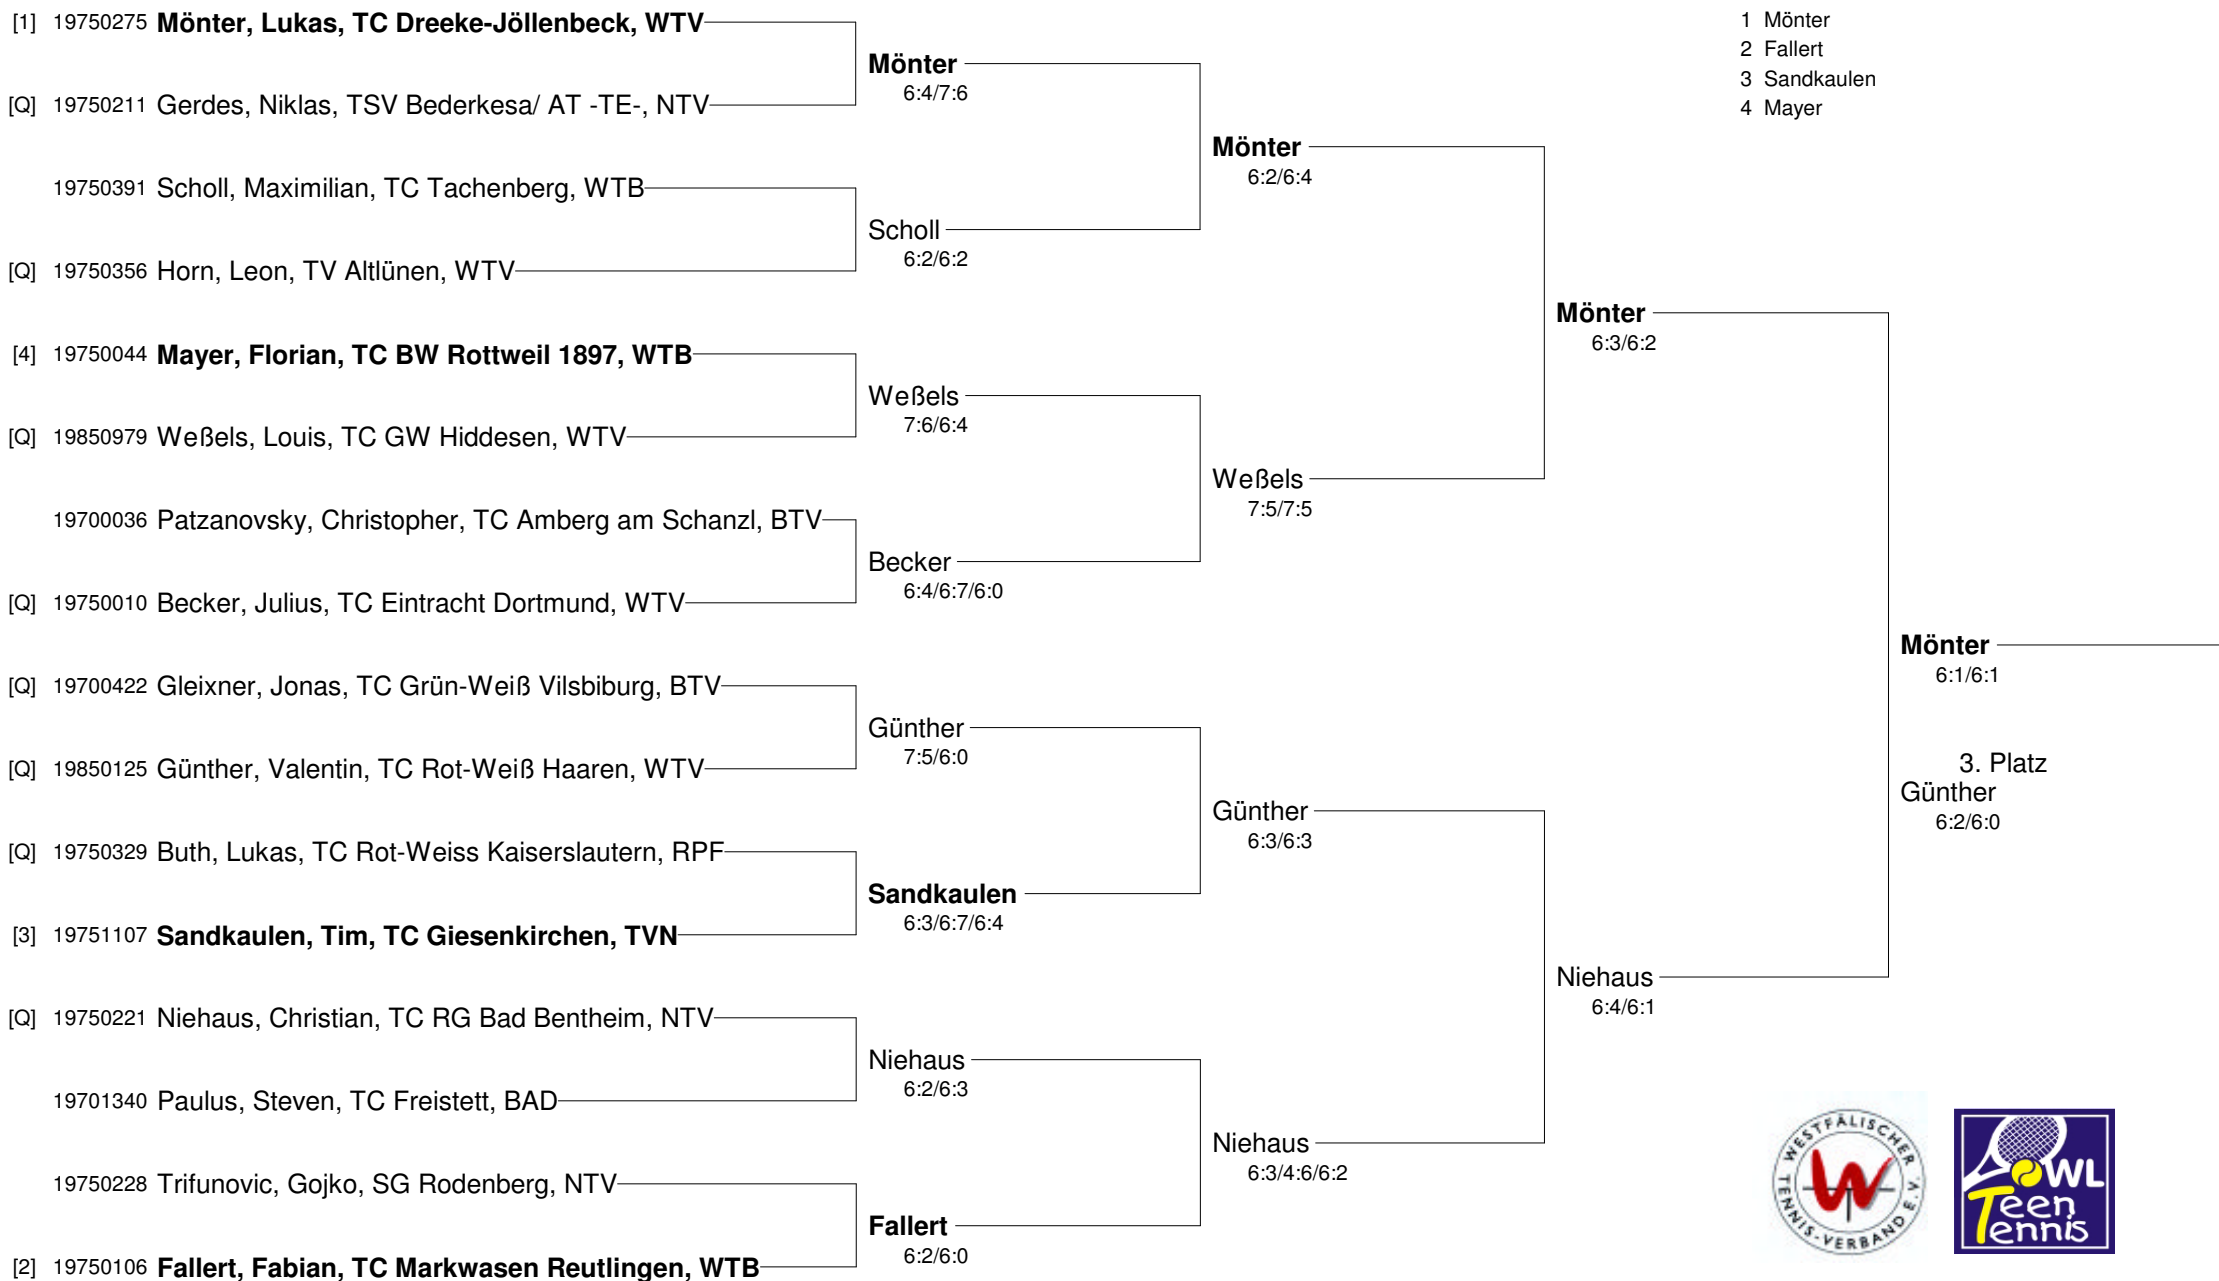 [1] 19750275 Mönter, Lukas, TC Dreeke-Jöllenbeck, WTV
[Q] 19750211 Gerdes, Niklas, TSV Bederkesa/ AT -TE-, NTV
19750391 Scholl, Maximilian, TC Tachenberg, WTB
[Q] 19750356 Horn, Leon, TV Altlünen, WTV
[4] 19750044 Mayer, Florian, TC BW Rottweil 1897, WTB
[Q] 19850979 Weßels, Louis, TC GW Hiddesen, WTV
19700036 Patzanovsky, Christopher, TC Amberg am Schanzl, BTV
[Q] 19750010 Becker, Julius, TC Eintracht Dortmund, WTV
[Q] 19700422 Gleixner, Jonas, TC Grün-Weiß Vilsbiburg, BTV
[Q] 19850125 Günther, Valentin, TC Rot-Weiß Haaren, WTV
[Q] 19750329 Buth, Lukas, TC Rot-Weiss Kaiserslautern, RPF
[3] 19751107 Sandkaulen, Tim, TC Giesenkirchen, TVN
[Q] 19750221 Niehaus, Christian, TC RG Bad Bentheim, NTV
19701340 Paulus, Steven, TC Freistett, BAD
19750228 Trifunovic, Gojko, SG Rodenberg, NTV
[2] 19750106 Fallert, Fabian, TC Markwasen Reutlingen, WTB
Mönter
6:4/7:6
Scholl
6:2/6:2
Weßels
7:6/6:4
Becker
6:4/6:7/6:0
Günther
7:5/6:0
Sandkaulen
6:3/6:7/6:4
Niehaus
6:2/6:3
Fallert
6:2/6:0
Mönter
6:2/6:4
Weßels
7:5/7:5
Günther
6:3/6:3
Niehaus
6:3/4:6/6:2
Mönter
6:3/6:2
Niehaus
6:4/6:1
Mönter
6:1/6:1
3. Platz
Günther
6:2/6:0
1 Mönter
2 Fallert
3 Sandkaulen
4 Mayer
WESTFÄLISCHER
TENNIS-VERBAND E.V.
OWL
Teen
Tennis